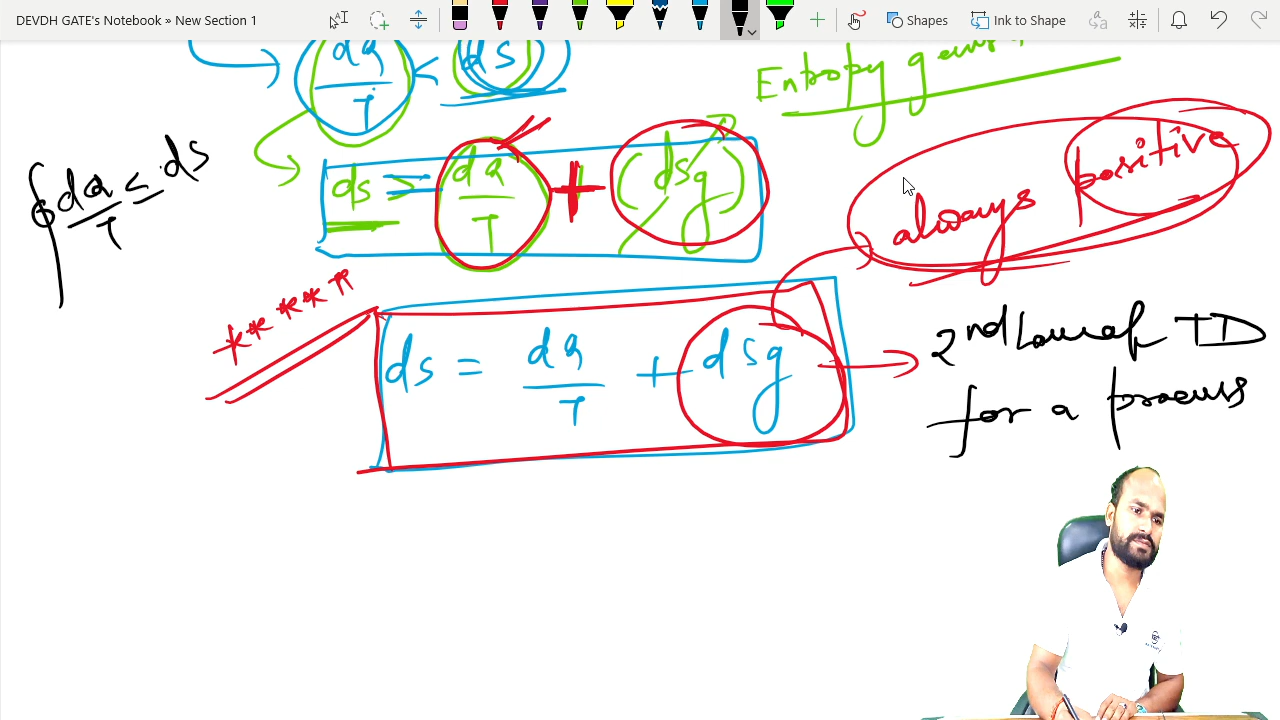 DEVDH GATE's Notebook » New Section 1
Shapes
Ink to Shape
dQ/T < ds
Entropy
ds = dQ/T + (dsg)
always positive
∮ dQ/T ≤ ds
****
ds = dQ/T + dsg
2nd Law of TD
for a process